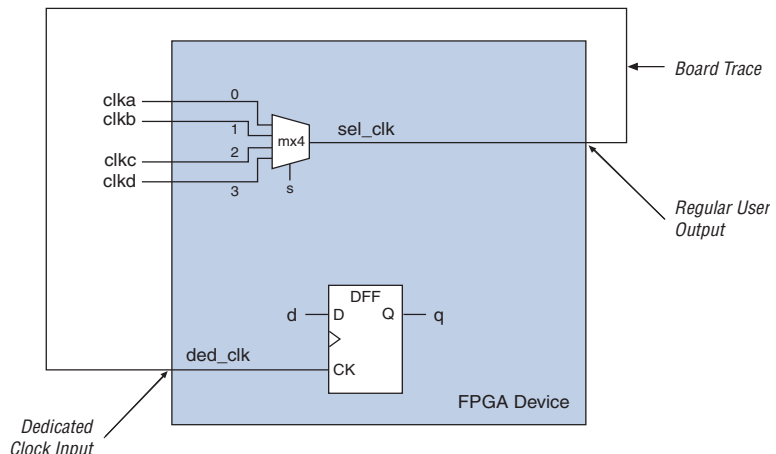 Board Trace
clka
0
clkb
1
mx4
sel_clk
clkc
2
clkd
3
s
Regular User
Output
DFF
d
D
Q
q
ded_clk
CK
FPGA Device
Dedicated
Clock Input